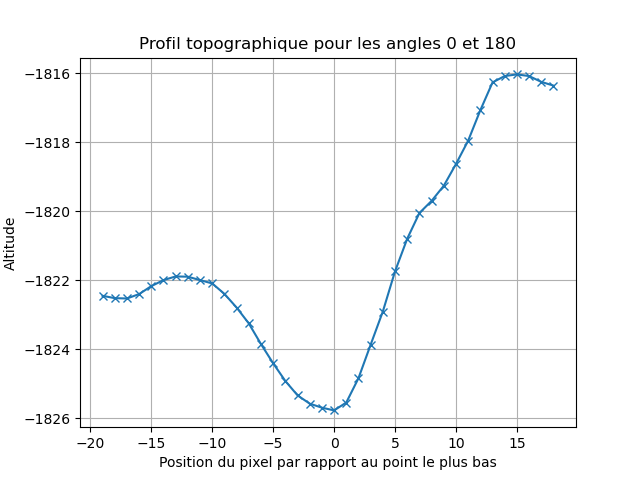 Profil topographique pour les angles 0 et 180
Altitude
−1816
−1818
−1820
−1822
−1824
−1826
−20 −15 −10 −5 0 5 10 15
Position du pixel par rapport au point le plus bas